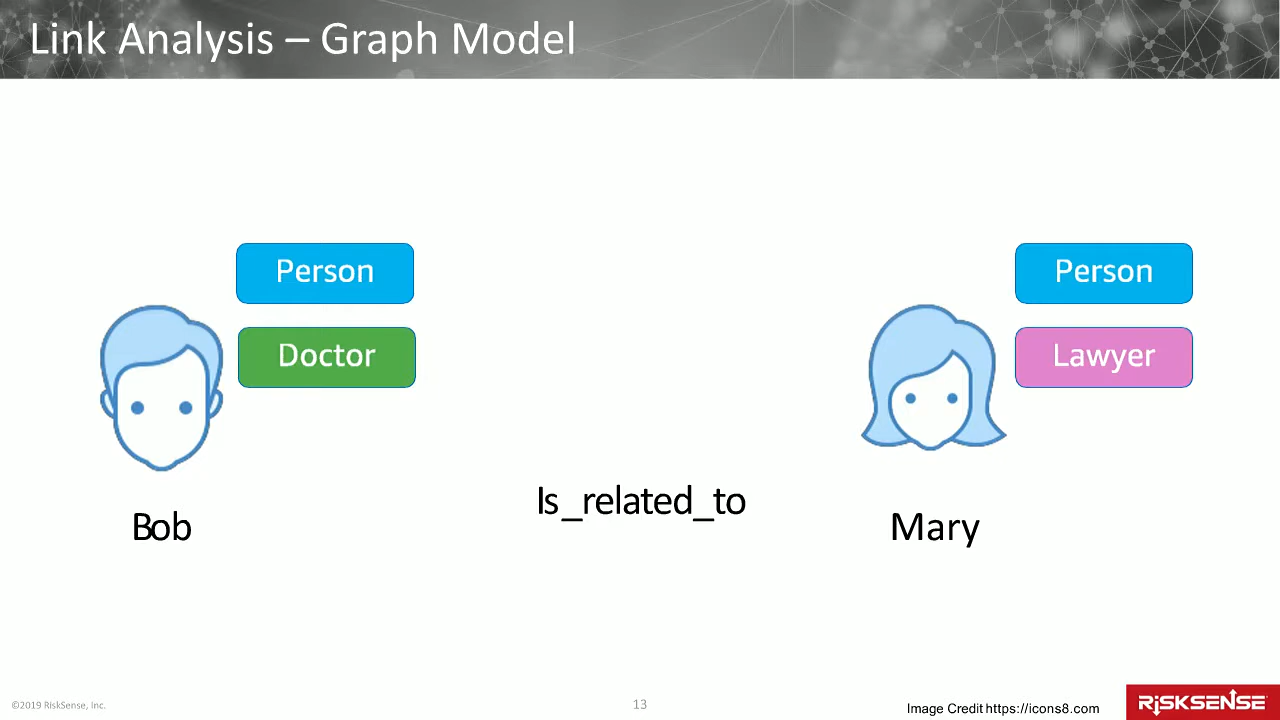 Link Analysis – Graph Model
Person
Doctor
Bob
Is_related_to
Person
Lawyer
Mary
©2019 RiskSense, Inc.
13
Image Credit https://icons8.com
RISKSENSE